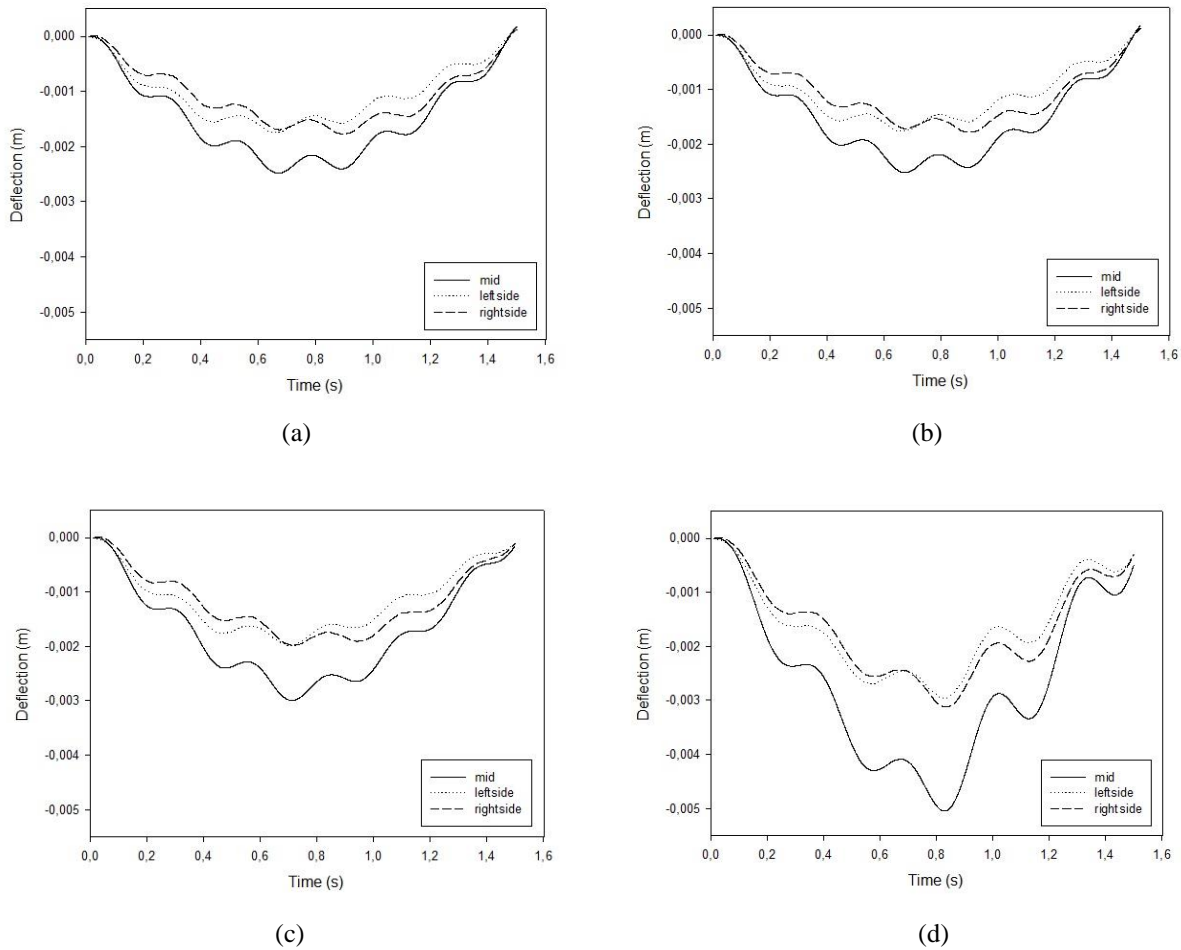 0,000
-0,001
-0,002
-0,003
-0,004
-0,005
Deflection (m)
mid
leftside
rightside
0,0 0,2 0,4 0,6 0,8 1,0 1,2 1,4 1,6
Time (s)
(a)
0,000
-0,001
-0,002
-0,003
-0,004
-0,005
Deflection (m)
mid
leftside
rightside
0,0 0,2 0,4 0,6 0,8 1,0 1,2 1,4 1,6
Time (s)
(b)
0,000
-0,001
-0,002
-0,003
-0,004
-0,005
Deflection (m)
mid
leftside
rightside
0,0 0,2 0,4 0,6 0,8 1,0 1,2 1,4 1,6
Time (s)
(c)
0,000
-0,001
-0,002
-0,003
-0,004
-0,005
Deflection (m)
mid
leftside
rightside
0,0 0,2 0,4 0,6 0,8 1,0 1,2 1,4 1,6
Time (s)
(d)